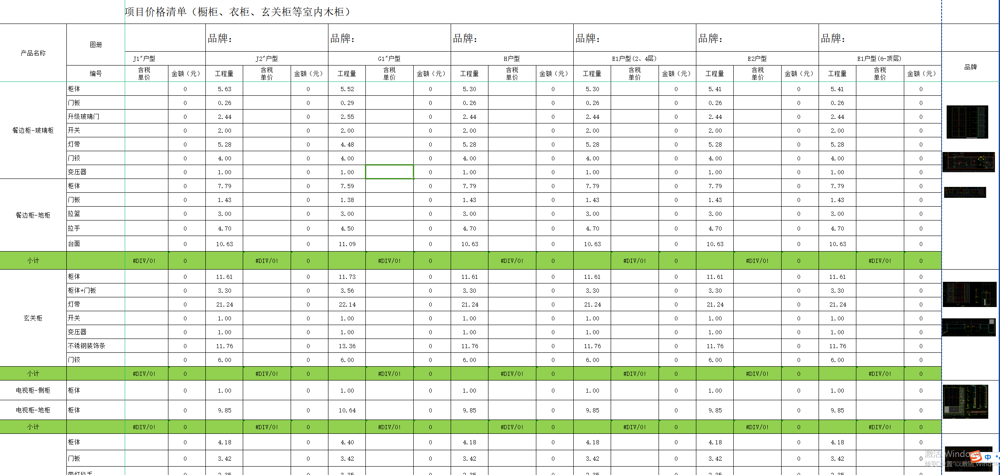 项目价格清单（橱柜、衣柜、玄关柜等室内木柜）
产品名称 图册 品牌： 品牌： 品牌： 品牌： 品牌： 品牌： 品牌
J1"户型 J2"户型 G1"户型 H户型 E1户型(2、4层) E2户型 E1户型(6-顶层)
编号 含税单价 金额（元） 工程量 含税单价 金额（元） 工程量 含税单价 金额（元） 工程量 含税单价 金额（元） 工程量 含税单价 金额（元） 工程量 含税单价 金额（元） 工程量 含税单价 金额（元）
餐边柜-玻璃柜
柜体 0 5.63 0 5.52 0 5.30 0 5.30 0 5.41 0 5.41 0
门板 0 0.26 0 0.29 0 0.26 0 0.26 0 0.26 0 0.26 0
升级玻璃门 0 2.44 0 2.55 0 2.44 0 2.44 0 2.44 0 2.44 0
开关 0 2.00 0 2.00 0 2.00 0 2.00 0 2.00 0 2.00 0
灯带 0 5.28 0 4.48 0 5.28 0 5.28 0 5.28 0 5.28 0
门铰 0 4.00 0 4.00 0 4.00 0 4.00 0 4.00 0 4.00 0
变压器 0 1.00 0 1.00 0 1.00 0 1.00 0 1.00 0 1.00 0
餐边柜-地柜
柜体 0 7.79 0 7.59 0 7.79 0 7.79 0 7.79 0 7.79 0
门板 0 1.43 0 1.38 0 1.43 0 1.43 0 1.43 0 1.43 0
拉篮 0 3.00 0 3.00 0 3.00 0 3.00 0 3.00 0 3.00 0
拉手 0 4.70 0 4.50 0 4.70 0 4.70 0 4.70 0 4.70 0
台面 0 10.63 0 11.09 0 10.63 0 10.63 0 10.63 0 10.63 0
小计 #DIV/0! 0 #DIV/0! 0 #DIV/0! 0 #DIV/0! 0 #DIV/0! 0 #DIV/0! 0 #DIV/0! 0
玄关柜
柜体 0 11.61 0 11.73 0 11.61 0 11.61 0 11.61 0 11.61 0
柜体+门板 0 3.30 0 3.56 0 3.30 0 3.30 0 3.30 0 3.30 0
灯带 0 21.24 0 22.14 0 21.24 0 21.24 0 21.24 0 21.24 0
开关 0 1.00 0 1.00 0 1.00 0 1.00 0 1.00 0 1.00 0
变压器 0 1.00 0 1.00 0 1.00 0 1.00 0 1.00 0 1.00 0
不锈钢装饰条 0 11.76 0 13.36 0 11.76 0 11.76 0 11.76 0 11.76 0
门铰 0 6.00 0 6.00 0 6.00 0 6.00 0 6.00 0 6.00 0
小计 #DIV/0! 0 #DIV/0! 0 #DIV/0! 0 #DIV/0! 0 #DIV/0! 0 #DIV/0! 0 #DIV/0! 0
电视柜-侧柜 柜体 0 1.00 0 1.00 0 1.00 0 1.00 0 1.00 0 1.00 0
电视柜-地柜 柜体 0 9.85 0 10.64 0 9.85 0 9.85 0 9.85 0 9.85 0
小计 #DIV/0! 0 #DIV/0! 0 #DIV/0! 0 #DIV/0! 0 #DIV/0! 0 #DIV/0! 0 #DIV/0! 0
柜体 0 4.18 0 4.40 0 4.18 0 4.18 0 4.18 0 4.18 0
门板 0 3.42 0 3.42 0 3.42 0 3.42 0 3.42 0 3.42 0
带灯拉手
激活 Windows
转到"设置"以激活 Window
中